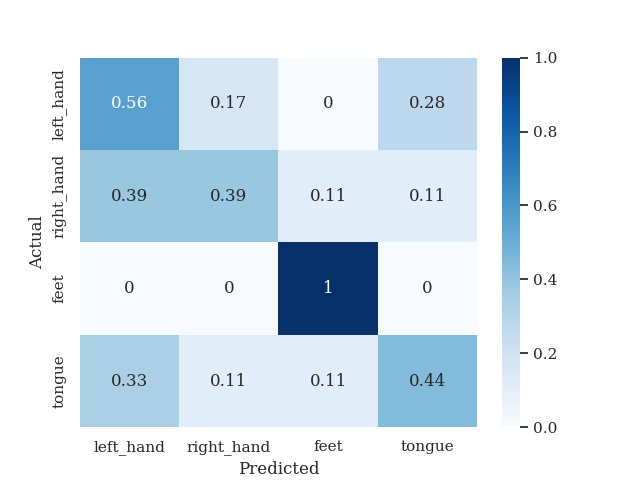 left_hand 0.56 0.17 0 0.28
right_hand 0.39 0.39 0.11 0.11
feet 0 0 1 0
tongue 0.33 0.11 0.11 0.44
left_hand right_hand feet tongue
Predicted
Actual
1.0
0.8
0.6
0.4
0.2
0.0